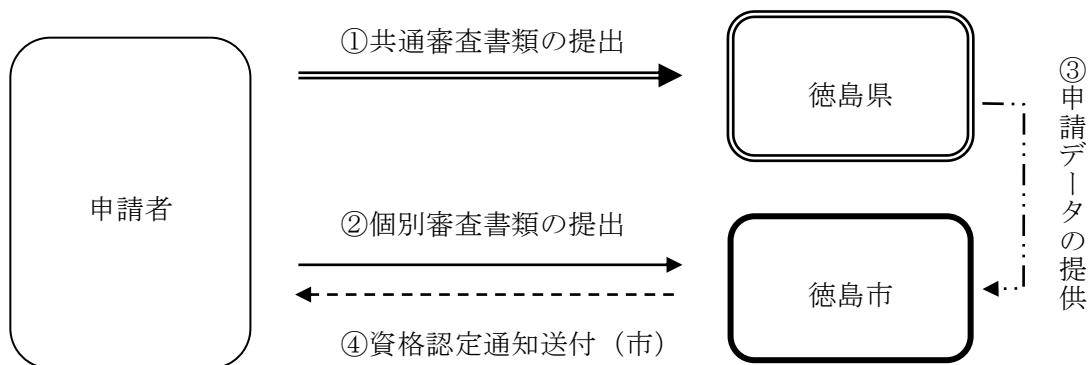 ①共通審査書類の提出
徳島県
③申請データの提供
申請者
②個別審査書類の提出
徳島市
④資格認定通知送付（市）